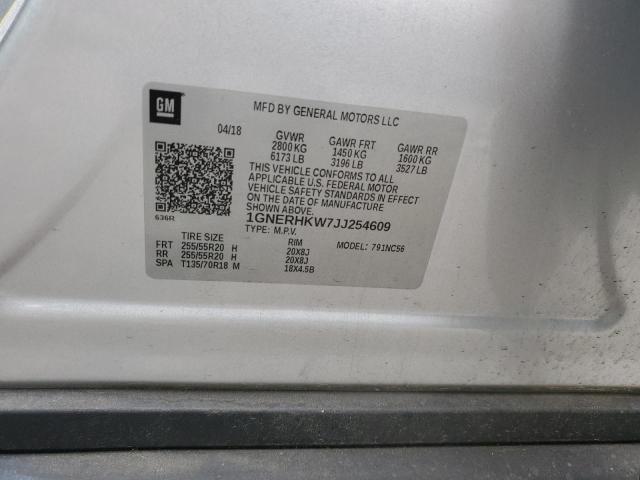 GM
MFD BY GENERAL MOTORS LLC
04/18 GVWR GAWR FRT GAWR RR
2800 KG 1450 KG 1600 KG
6173 LB 3196 LB 3527 LB
THIS VEHICLE CONFORMS TO ALL
APPLICABLE U.S. FEDERAL MOTOR
VEHICLE SAFETY STANDARDS IN EFFECT
ON THE DATE OF MANUFACTURE
SHOWN ABOVE.
636R 1GNERHKW7JJ254609
TYPE: M.P.V. MODEL: 791NC56
TIRE SIZE RIM
FRT 255/55R20 H 20X8J
RR 255/55R20 H 20X8J
SPA T135/70R18 M 18X4.5B